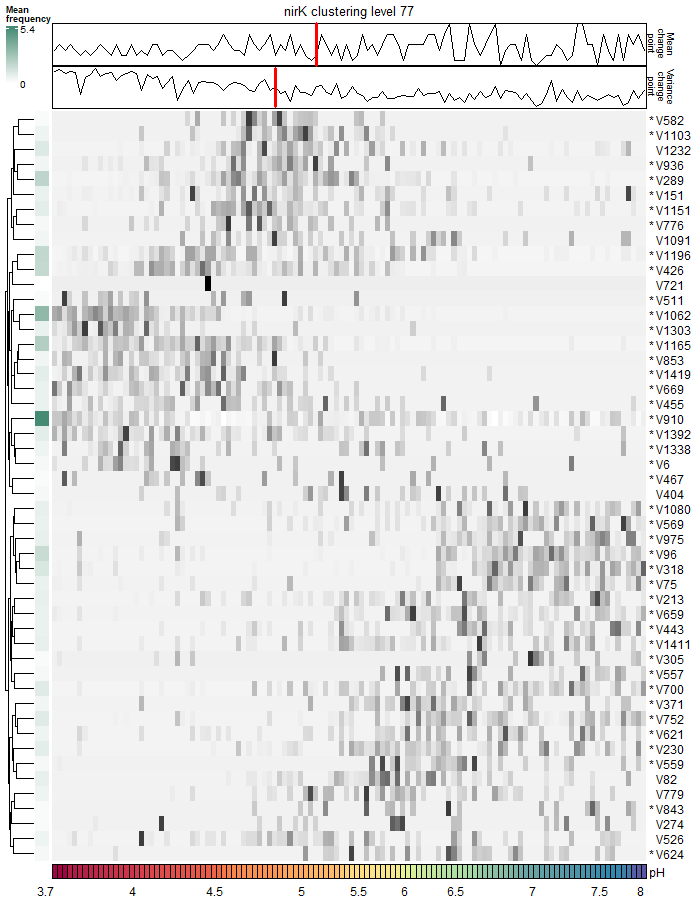 nirK clustering level 77
Mean
frequency
5.4
0
Mean
change
point
Variance
change
point
* V582
* V1103
V1232
* V936
* V289
* V151
* V1151
* V776
V1091
* V1196
* V426
V721
* V511
* V1062
* V1303
* V1165
* V853
* V1419
* V669
* V455
* V910
* V1392
* V1338
* V6
* V467
V404
* V1080
* V569
* V975
* V96
* V318
* V75
* V213
* V659
* V443
* V1411
* V305
* V557
* V700
* V371
* V752
* V621
* V230
* V559
V82
V779
* V843
V274
V526
* V624
pH
3.7 4 4.5 5 5.5 6 6.5 7 7.5 8